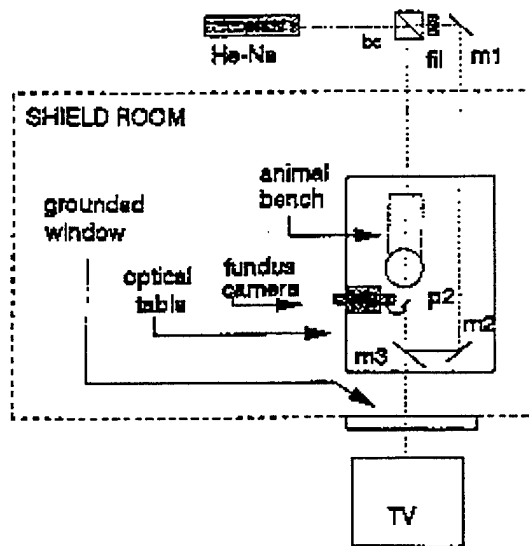 He-Ne
bc
fil
m1
SHIELD ROOM
animal
bench
grounded
window
fundus
camera
optical
table
p2
m2
m3
TV